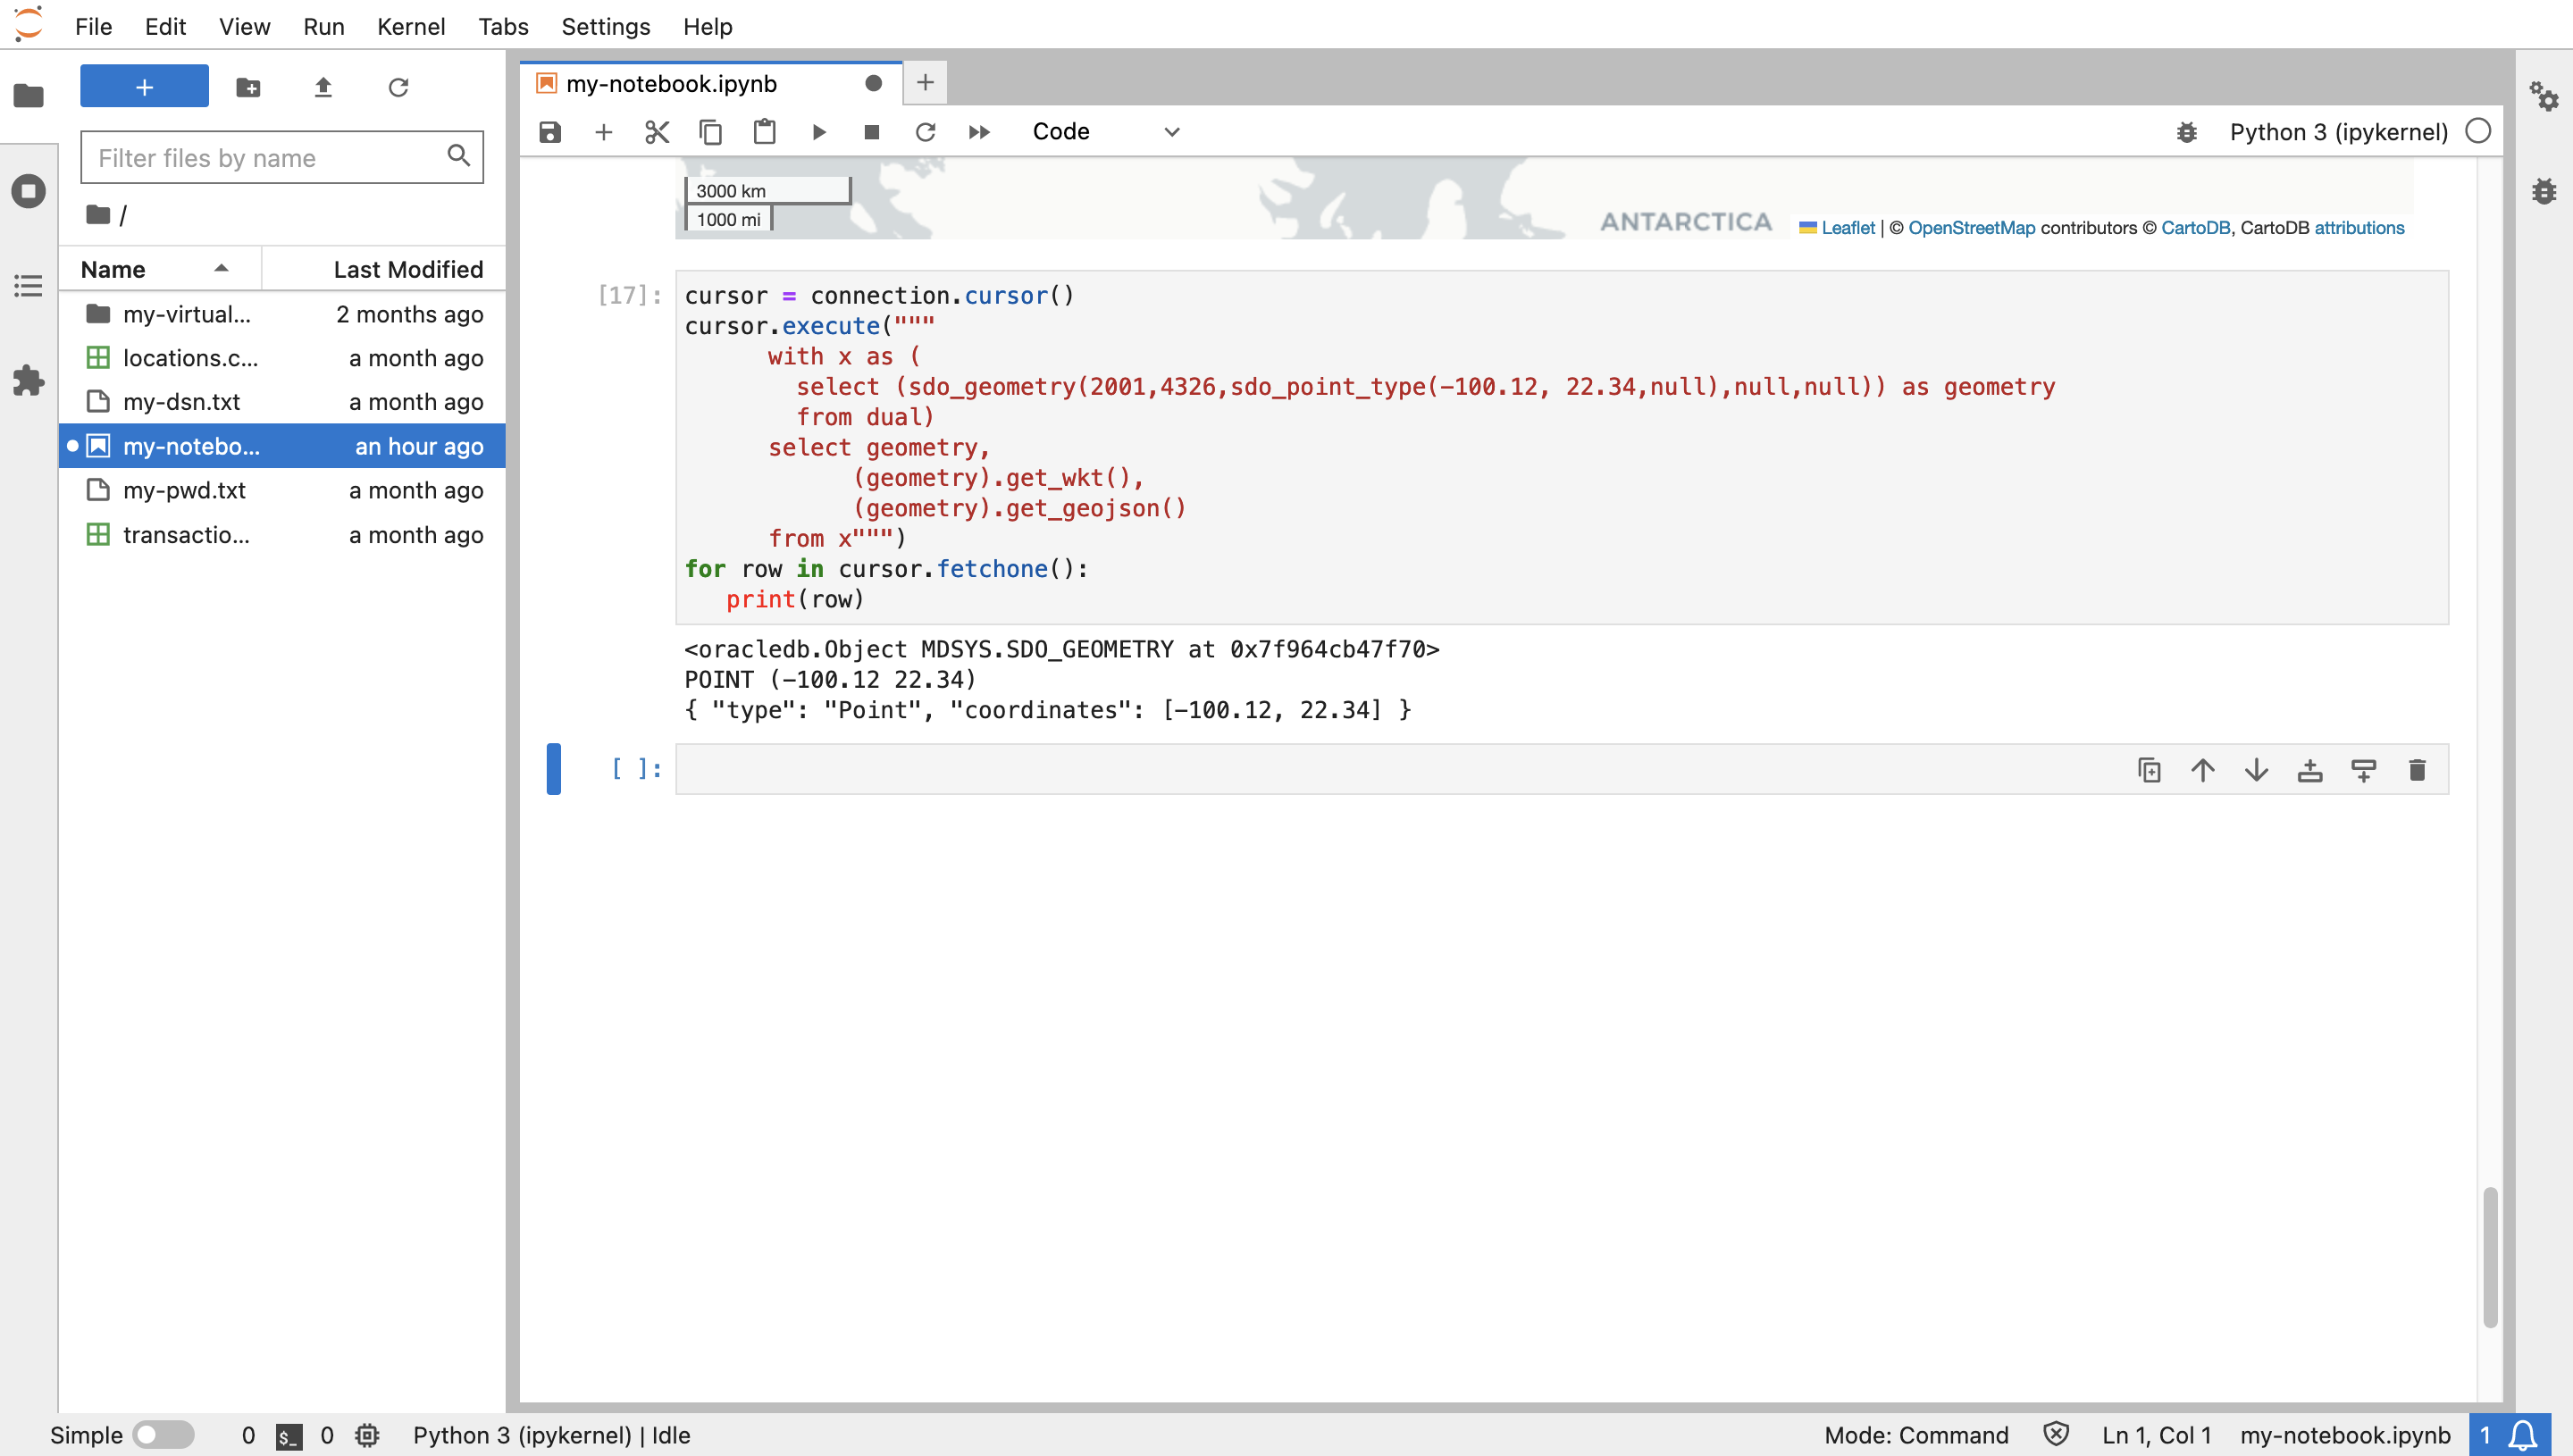 File Edit View Run Kernel Tabs Settings Help
+
Filter files by name
/
Name Last Modified
my-virtual... 2 months ago
locations.c... a month ago
my-dsn.txt a month ago
my-notebo... an hour ago
my-pwd.txt a month ago
transactio... a month ago
my-notebook.ipynb
+
Code
Python 3 (ipykernel)
3000 km
1000 mi
ANTARCTICA
Leaflet | © OpenStreetMap contributors © CartoDB, CartoDB attributions
[17]:
cursor = connection.cursor()
cursor.execute("""
      with x as (
        select (sdo_geometry(2001,4326,sdo_point_type(-100.12, 22.34,null),null,null)) as geometry
        from dual)
      select geometry,
            (geometry).get_wkt(),
            (geometry).get_geojson()
      from x""")
for row in cursor.fetchone():
   print(row)
<oracledb.Object MDSYS.SDO_GEOMETRY at 0x7f964cb47f70>
POINT (-100.12 22.34)
{ "type": "Point", "coordinates": [-100.12, 22.34] }
[ ]:
Simple 0 $_ 0 Python 3 (ipykernel) | Idle Mode: Command Ln 1, Col 1 my-notebook.ipynb 1